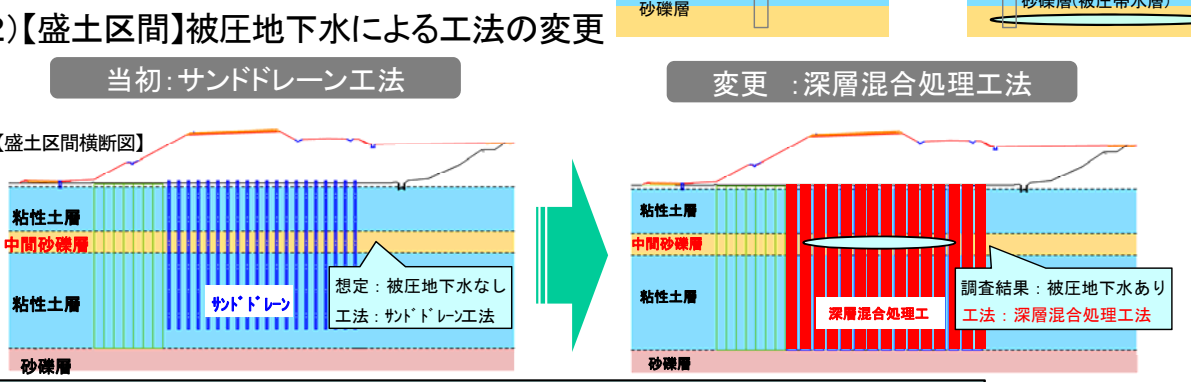 砂礫層
砂礫層(被圧帯水層)
2)【盛土区間】被圧地下水による工法の変更
当初:サンドドレーン工法
変更 :深層混合処理工法
【盛土区間横断図】
粘性土層
中間砂礫層
粘性土層
砂礫層
サンドドレーン
想定:被圧地下水なし
工法:サンドドレーン工法
粘性土層
中間砂礫層
粘性土層
砂礫層
深層混合処理工
調査結果:被圧地下水あり
工法:深層混合処理工法